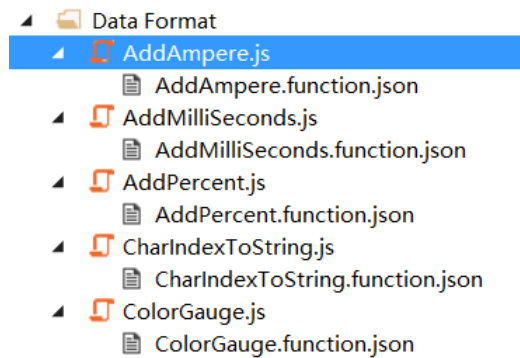 Data Format
AddAmpere.js
AddAmpere.function.json
AddMilliSeconds.js
AddMilliSeconds.function.json
AddPercent.js
AddPercent.function.json
CharIndexToString.js
CharIndexToString.function.json
ColorGauge.js
ColorGauge.function.json